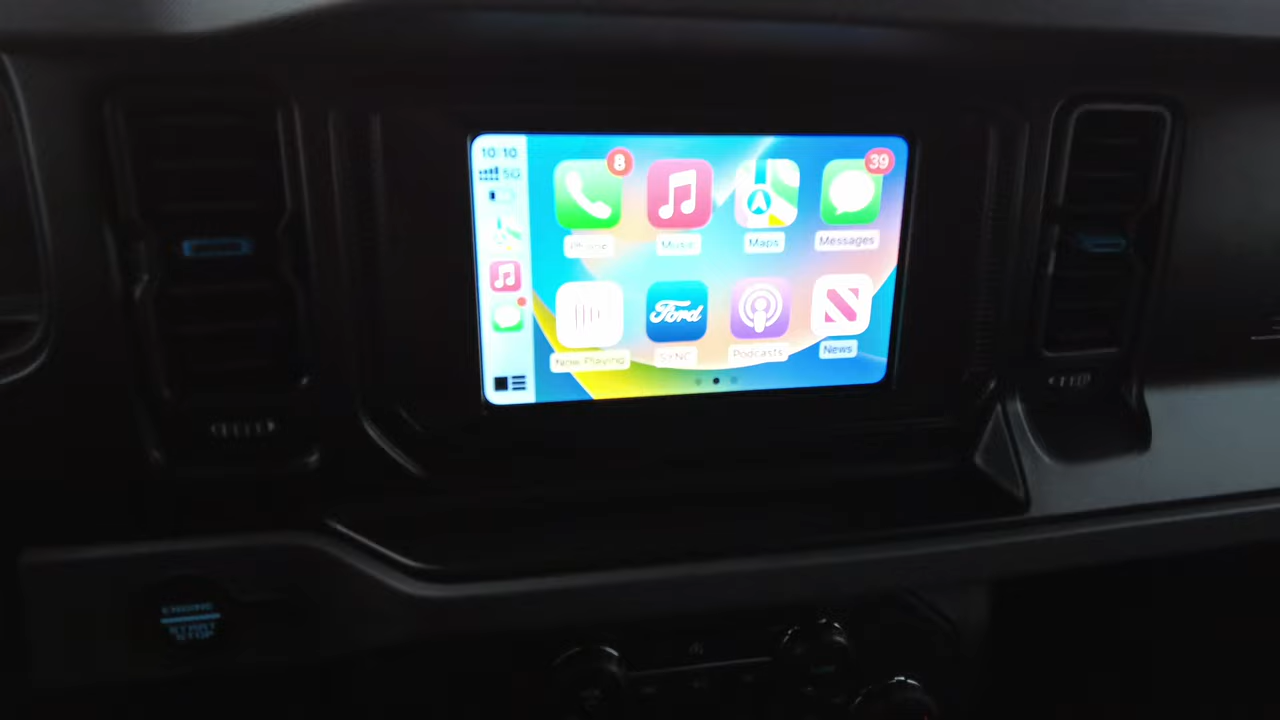 10:10
5G
8
39
Phone
Music
Maps
Messages
Ford
Now Playing
SYNC
Podcasts
News
ENGINE
START
STOP